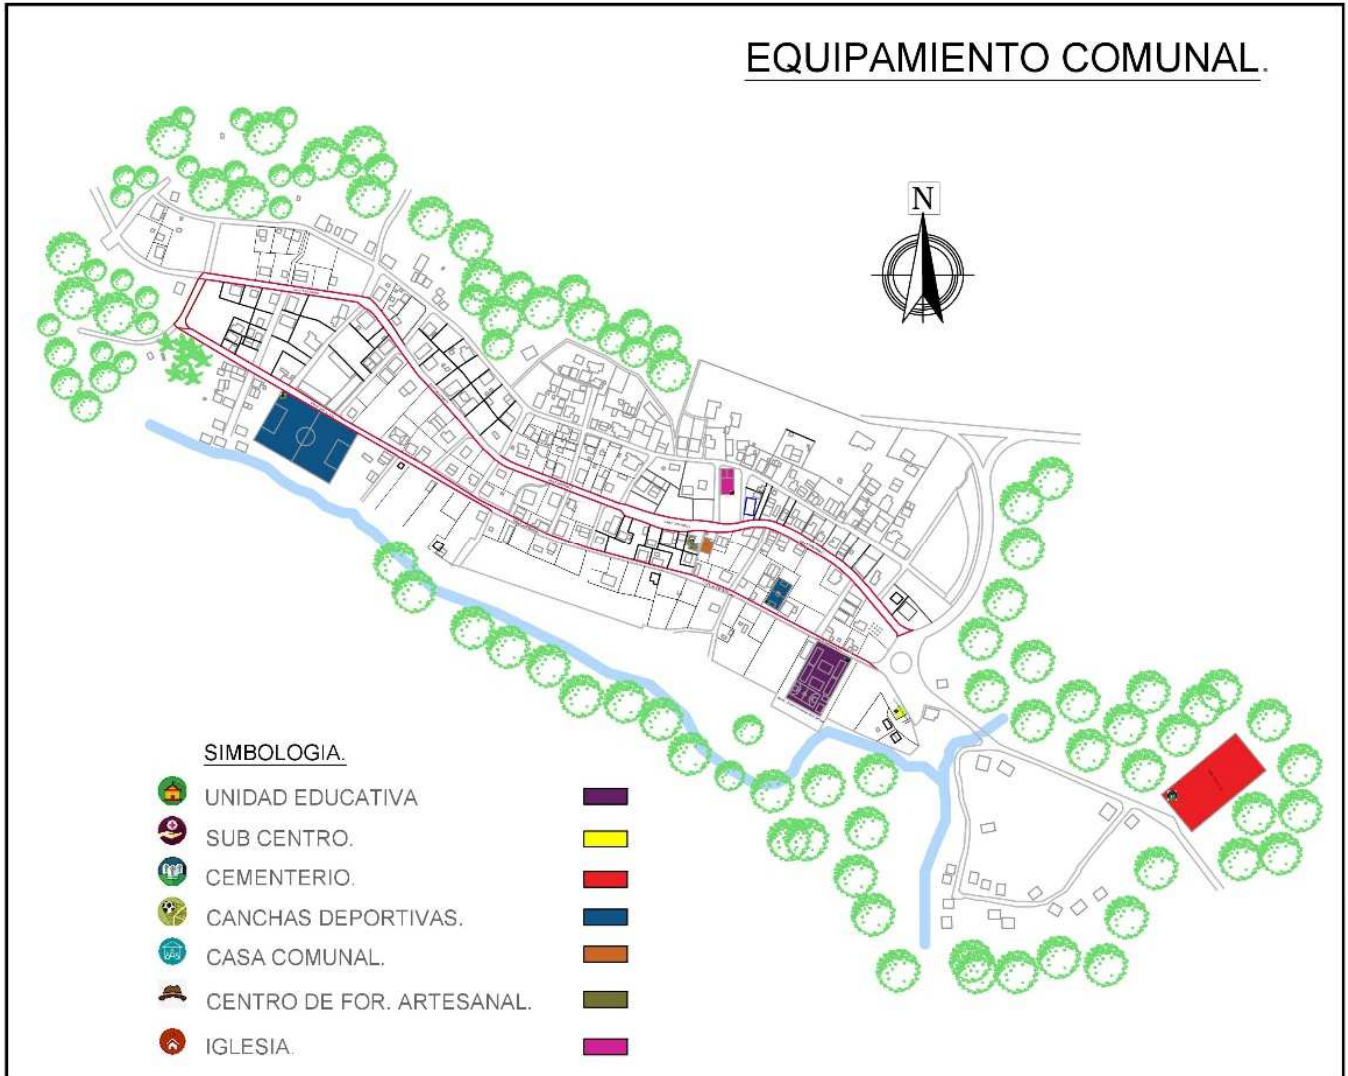 EQUIPAMIENTO COMUNAL.
N
SIMBOLOGIA.
UNIDAD EDUCATIVA
SUB CENTRO.
CEMENTERIO.
CANCHAS DEPORTIVAS.
CASA COMUNAL.
CENTRO DE FOR. ARTESANAL.
IGLESIA.